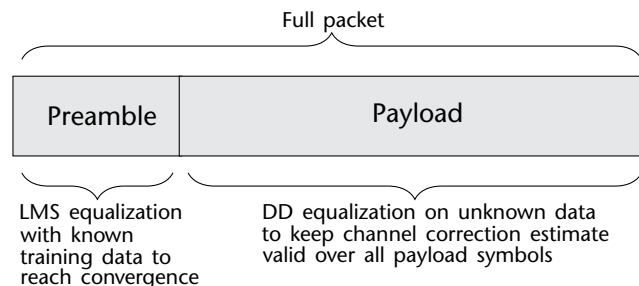 Full packet
Preamble
Payload
LMS equalization
with known
training data to
reach convergence
DD equalization on unknown data
to keep channel correction estimate
valid over all payload symbols